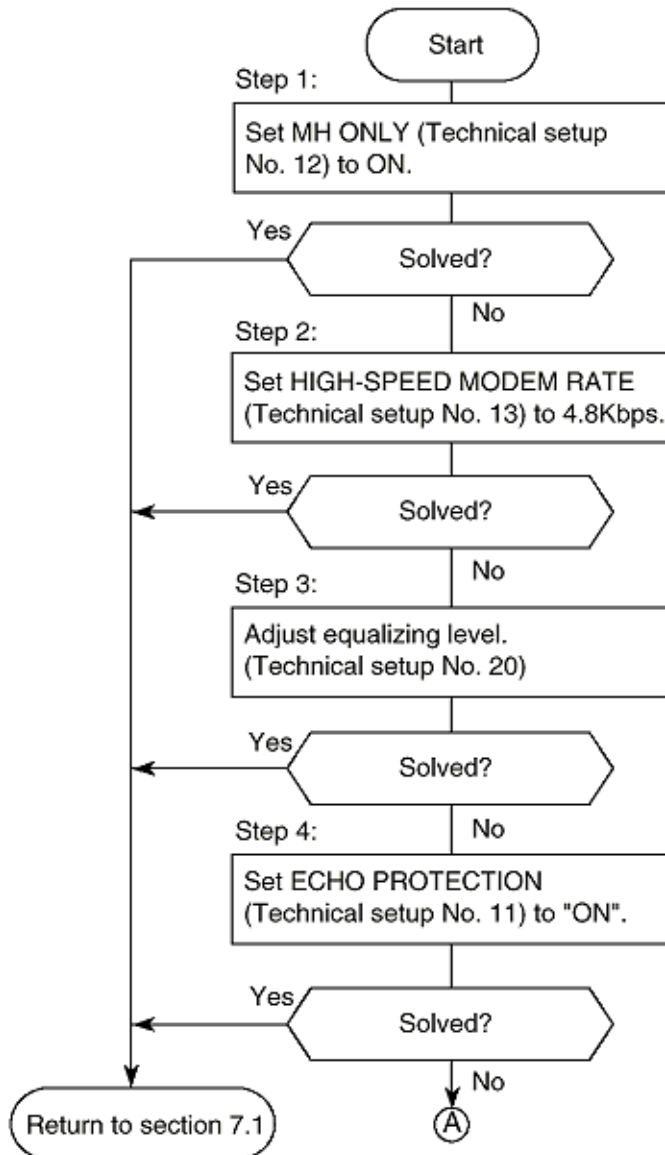 Start
Step 1:
Set MH ONLY (Technical setup
No. 12) to ON.
Yes
Solved?
No
Step 2:
Set HIGH-SPEED MODEM RATE
(Technical setup No. 13) to 4.8Kbps.
Yes
Solved?
No
Step 3:
Adjust equalizing level.
(Technical setup No. 20)
Yes
Solved?
No
Step 4:
Set ECHO PROTECTION
(Technical setup No. 11) to "ON".
Yes
Solved?
No
Return to section 7.1
A